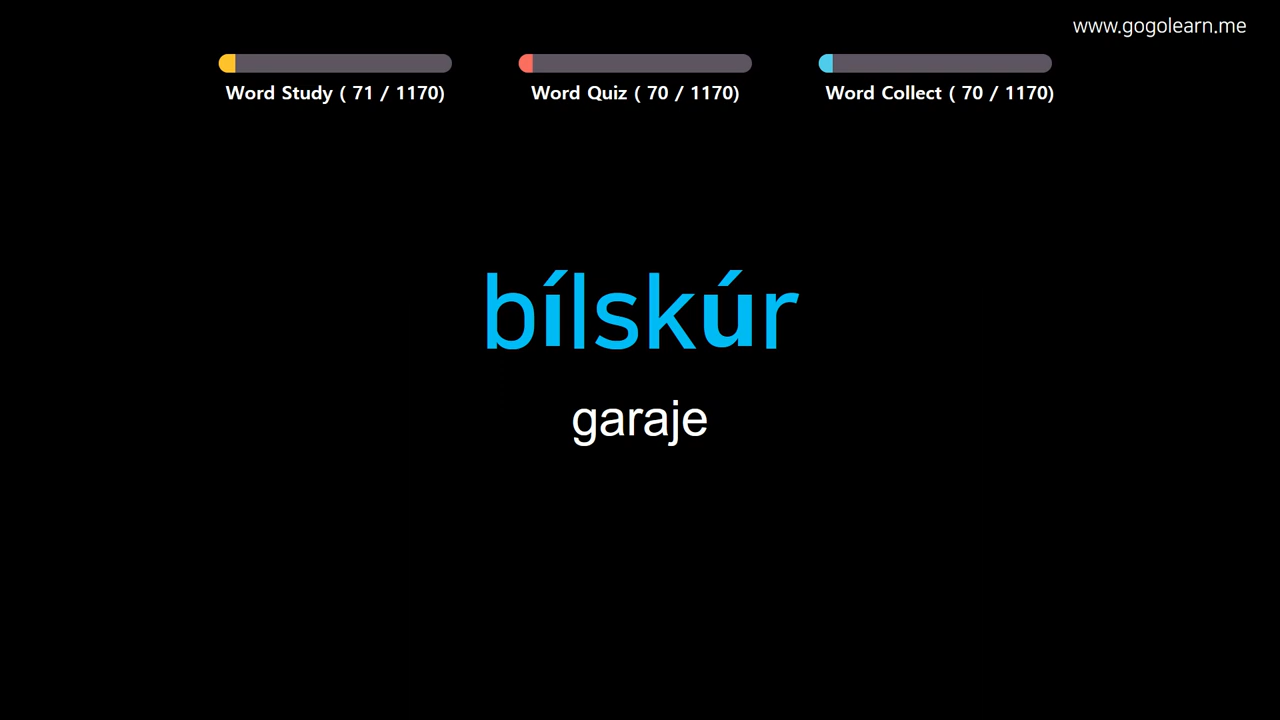 www.gogolearn.me
Word Study ( 71 / 1170)
Word Quiz ( 70 / 1170)
Word Collect ( 70 / 1170)
bílskúr
garaje